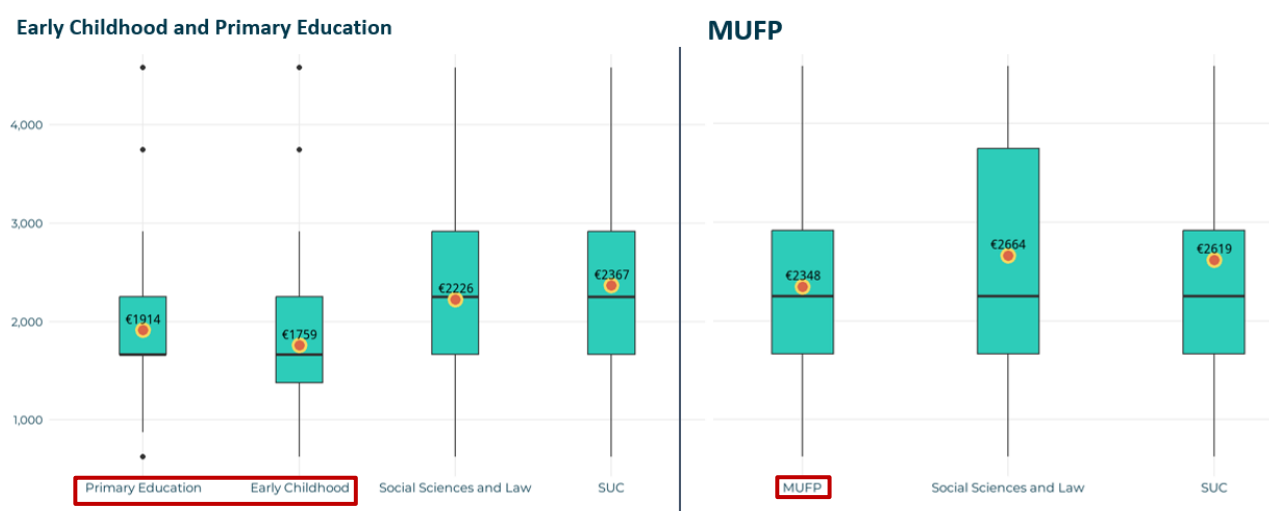 Early Childhood and Primary Education
MUFP
4,000
3,000
2,000
1,000
€1914
€1759
€2226
€2367
€2348
€2664
€2619
Primary Education
Early Childhood
Social Sciences and Law
SUC
MUFP
Social Sciences and Law
SUC